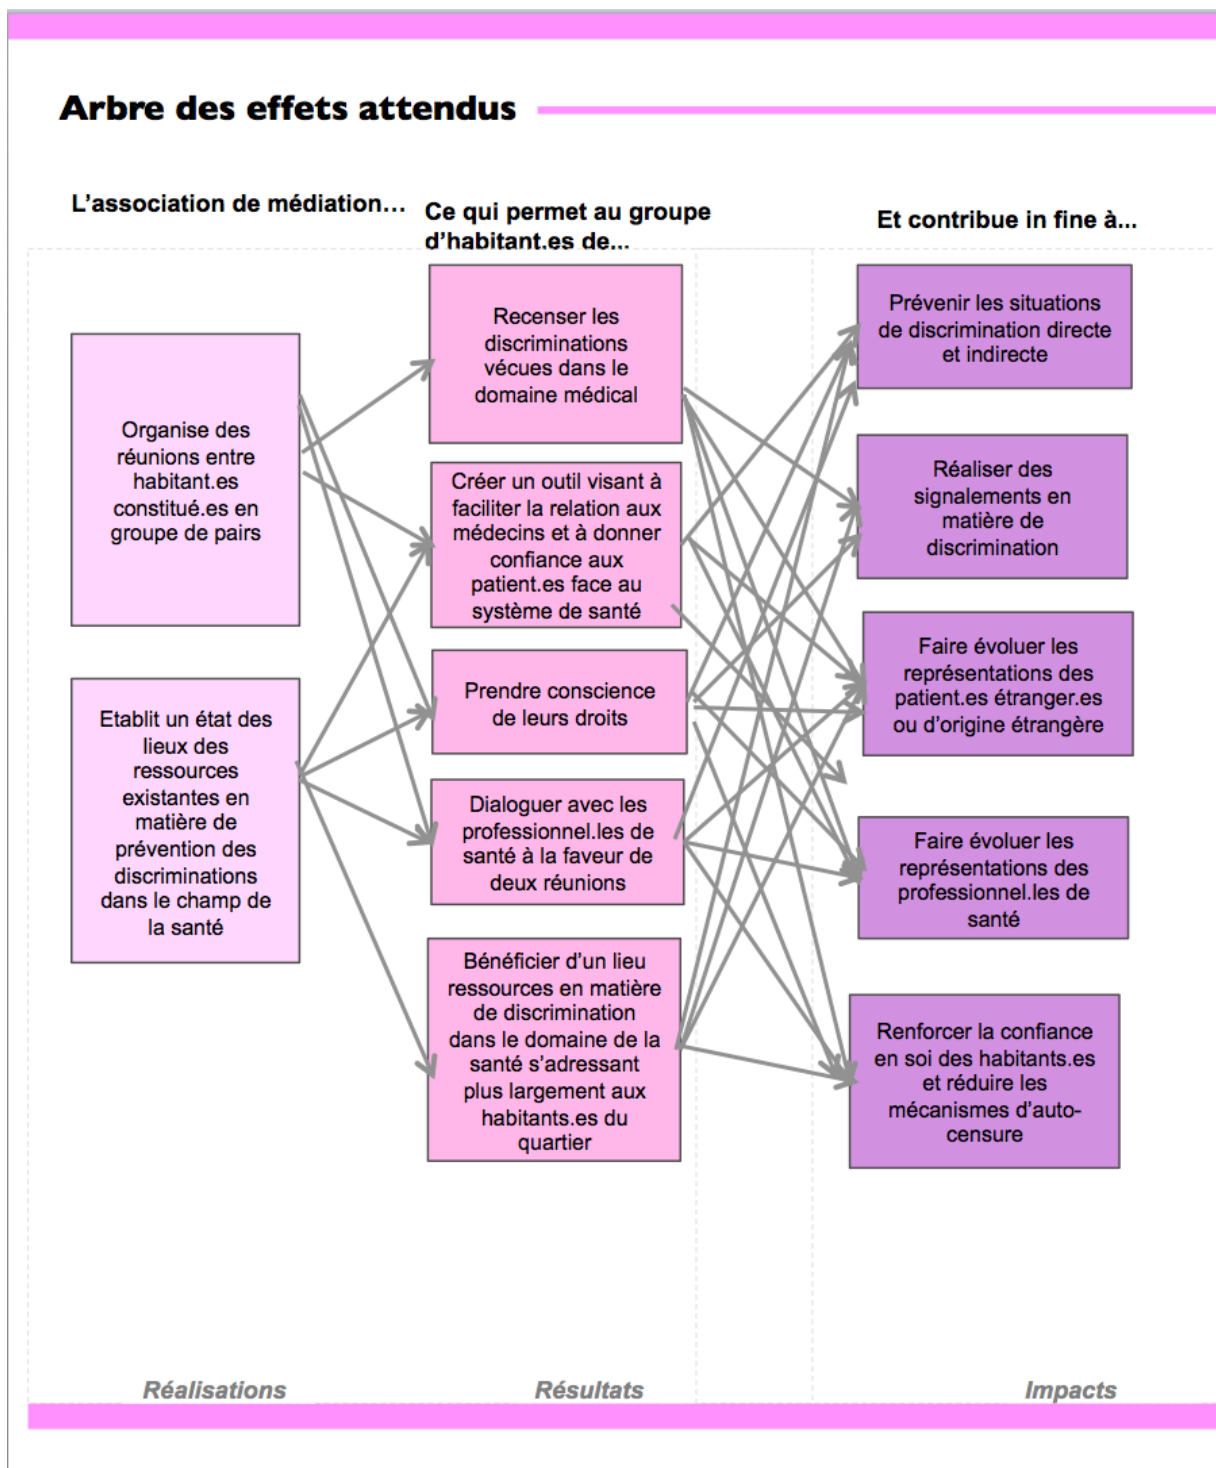 Arbre des effets attendus
L'association de médiation…
Ce qui permet au groupe
d'habitant.es de...
Et contribue in fine à...
Organise des
réunions entre
habitant.es
constitué.es en
groupe de pairs
Etablit un état des
lieux des
ressources
existantes en
matière de
prévention des
discriminations
dans le champ de
la santé
Recenser les
discriminations
vécues dans le
domaine médical
Créer un outil visant à
faciliter la relation aux
médecins et à donner
confiance aux
patient.es face au
système de santé
Prendre conscience
de leurs droits
Dialoguer avec les
professionnel.les de
santé à la faveur de
deux réunions
Bénéficier d'un lieu
ressources en matière
de discrimination
dans le domaine de la
santé s'adressant
plus largement aux
habitants.es du
quartier
Prévenir les situations
de discrimination directe
et indirecte
Réaliser des
signalements en
matière de
discrimination
Faire évoluer les
représentations des
patient.es étranger.es
ou d'origine étrangère
Faire évoluer les
représentations des
professionnel.les de
santé
Renforcer la confiance
en soi des habitants.es
et réduire les
mécanismes d'auto-
censure
Réalisations
Résultats
Impacts